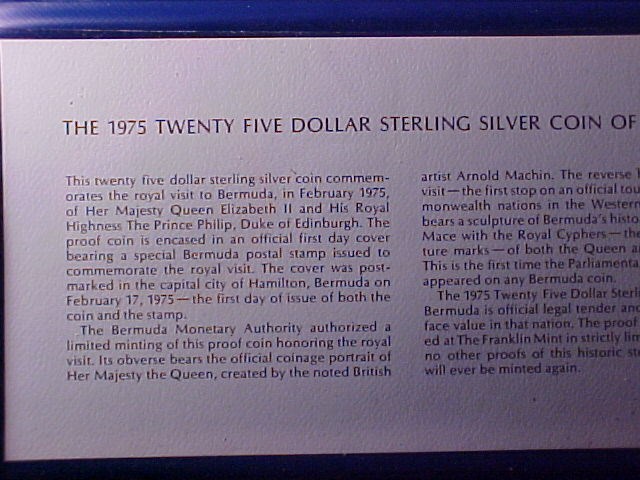 THE 1975 TWENTY FIVE DOLLAR STERLING SILVER COIN OF
This twenty five dollar sterling silver coin commem-
orates the royal visit to Bermuda, in February 1975,
of Her Majesty Queen Elizabeth II and His Royal
Highness The Prince Philip, Duke of Edinburgh. The
proof coin is encased in an official first day cover
bearing a special Bermuda postal stamp issued to
commemorate the royal visit. The cover was post-
marked in the capital city of Hamilton, Bermuda on
February 17, 1975—the first day of issue of both the
coin and the stamp.
The Bermuda Monetary Authority authorized a
limited minting of this proof coin honoring the royal
visit. Its obverse bears the official coinage portrait of
Her Majesty the Queen, created by the noted British
artist Arnold Machin. The reverse
visit—the first stop on an official
monwealth nations in the Western
bears a sculpture of Bermuda's
Mace with the Royal Cyphers—the
ture marks—of both the Queen
This is the first time the
appeared on any Bermuda coin.
The 1975 Twenty Five Dollar
Bermuda is official legal tender
face value in that nation. The proof
ed at The Franklin Mint in strictly
no other proofs of this historic
will ever be minted again.